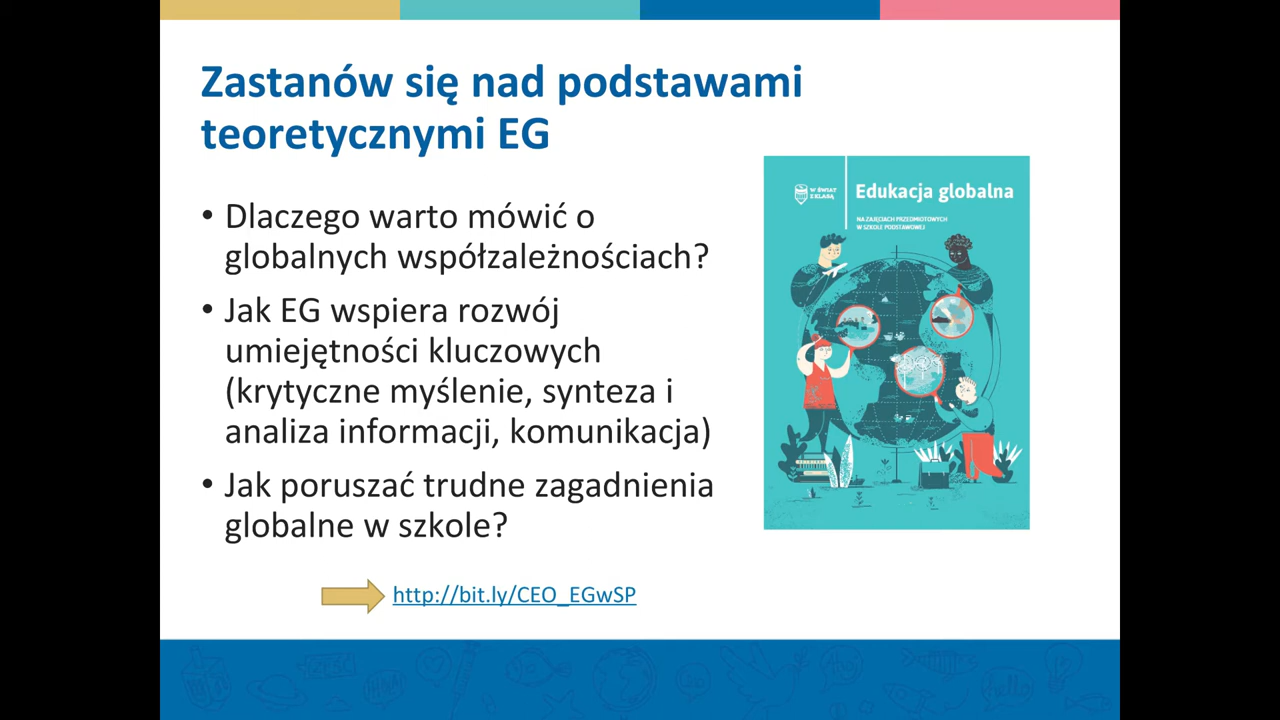 Zastanów się nad podstawami
teoretycznymi EG
• Dlaczego warto mówić o
globalnych współzależnościach?
• Jak EG wspiera rozwój
umiejętności kluczowych
(krytyczne myślenie, synteza i
analiza informacji, komunikacja)
• Jak poruszać trudne zagadnienia
globalne w szkole?
http://bit.ly/CEO_EGwSP
W ŚWIAT
Z KLASĄ
Edukacja globalna
NA ZAJĘCIACH PRZEDMIOTOWYCH
W SZKOLE PODSTAWOWEJ
hello